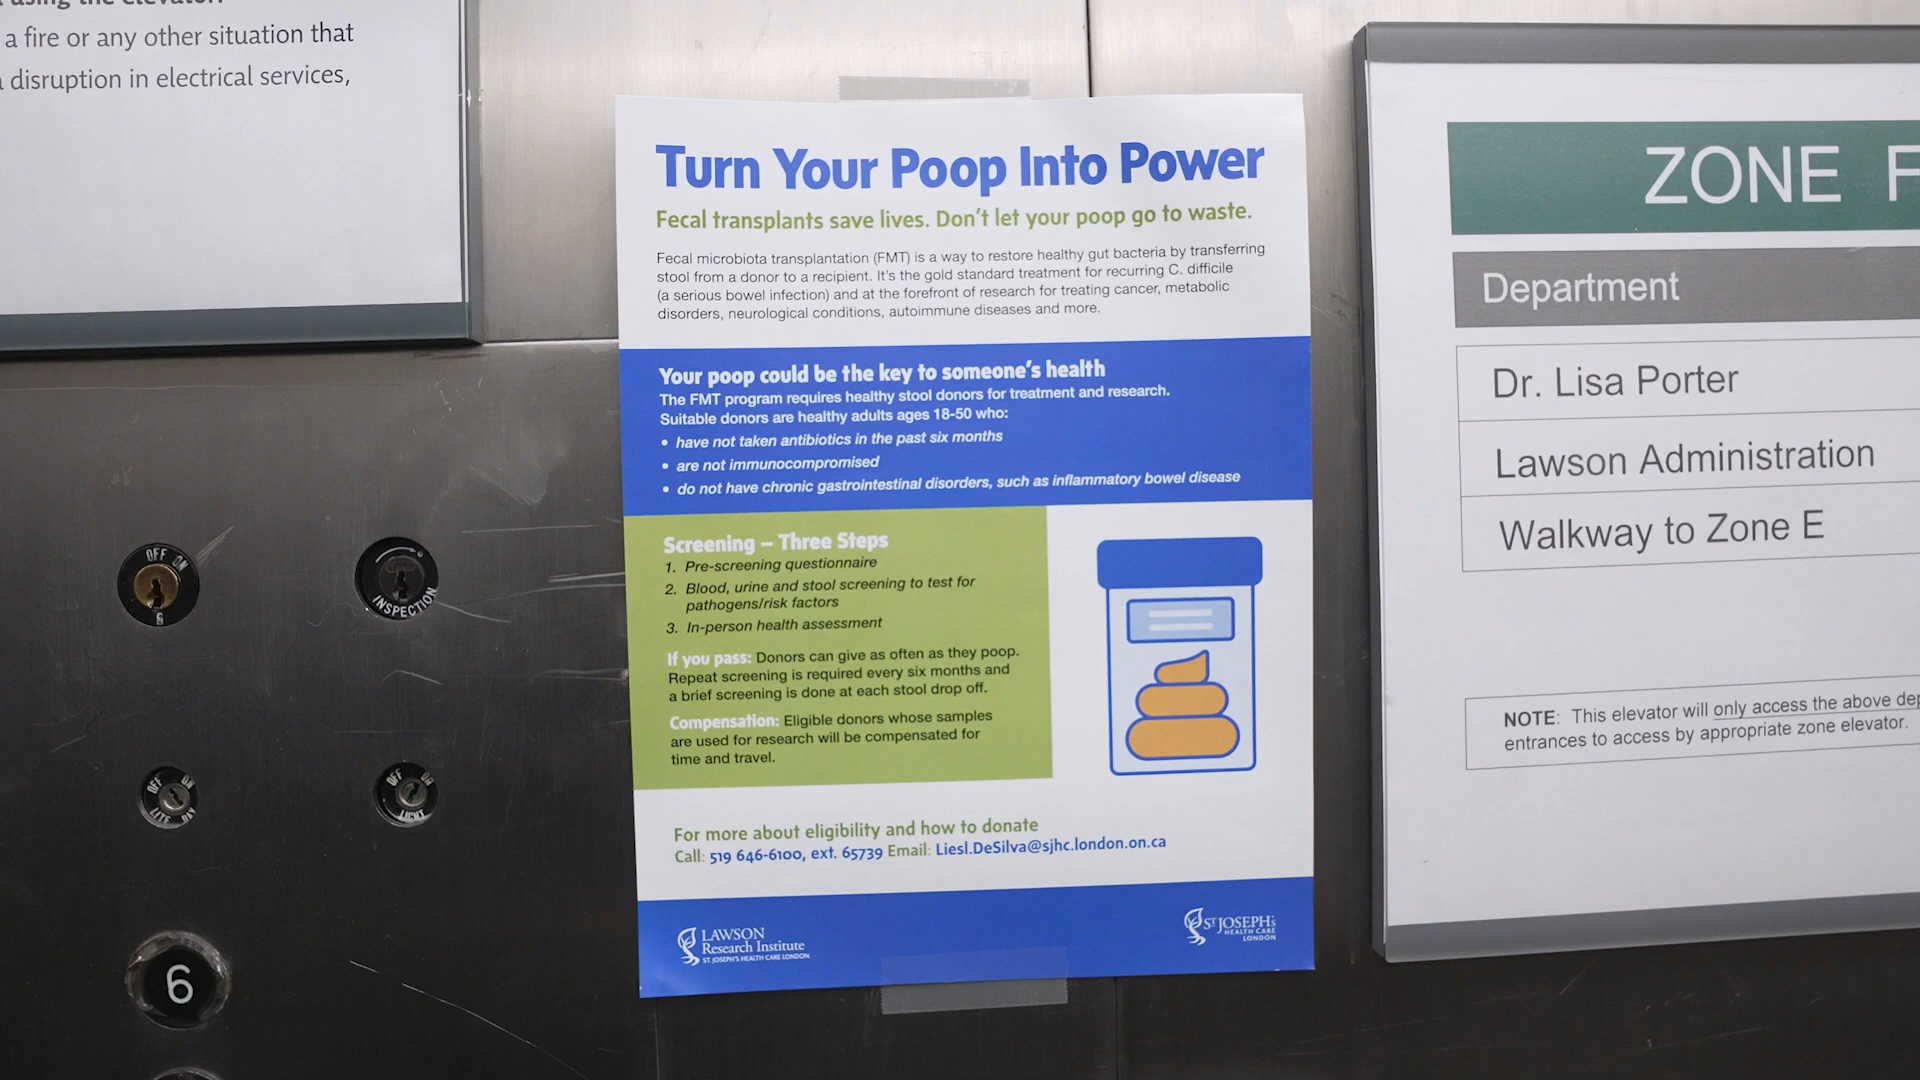 using the elevator.
a fire or any other situation that
disruption in electrical services,
OFF ON
6
INSPECTION
OFF ON
LITE RAY
OFF ON
LIGHT
6
Turn Your Poop Into Power
Fecal transplants save lives. Don't let your poop go to waste.
Fecal microbiota transplantation (FMT) is a way to restore healthy gut bacteria by transferring
stool from a donor to a recipient. It's the gold standard treatment for recurring C. difficile
(a serious bowel infection) and at the forefront of research for treating cancer, metabolic
disorders, neurological conditions, autoimmune diseases and more.
Your poop could be the key to someone's health
The FMT program requires healthy stool donors for treatment and research.
Suitable donors are healthy adults ages 18-50 who:
• have not taken antibiotics in the past six months
• are not immunocompromised
• do not have chronic gastrointestinal disorders, such as inflammatory bowel disease
Screening – Three Steps
1. Pre-screening questionnaire
2. Blood, urine and stool screening to test for
pathogens/risk factors
3. In-person health assessment
If you pass: Donors can give as often as they poop.
Repeat screening is required every six months and
a brief screening is done at each stool drop off.
Compensation: Eligible donors whose samples
are used for research will be compensated for
time and travel.
For more about eligibility and how to donate
Call: 519 646-6100, ext. 65739 Email: Liesl.DeSilva@sjhc.london.on.ca
LAWSON
Research Institute
ST. JOSEPH'S HEALTH CARE LONDON
ST. JOSEPH'S
HEALTH CARE
LONDON
ZONE F
Department
Dr. Lisa Porter
Lawson Administration
Walkway to Zone E
NOTE: This elevator will only access the above
entrances to access by appropriate zone elevator.